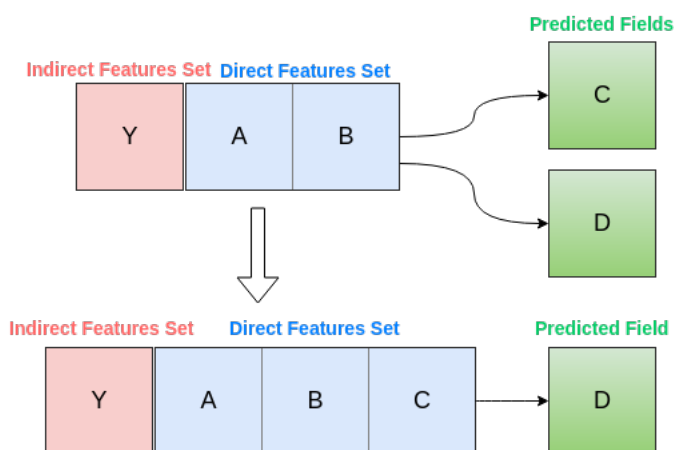 Predicted Fields
Indirect Features Set Direct Features Set
C
Y A B
D
Indirect Features Set Direct Features Set Predicted Field
Y A B C D